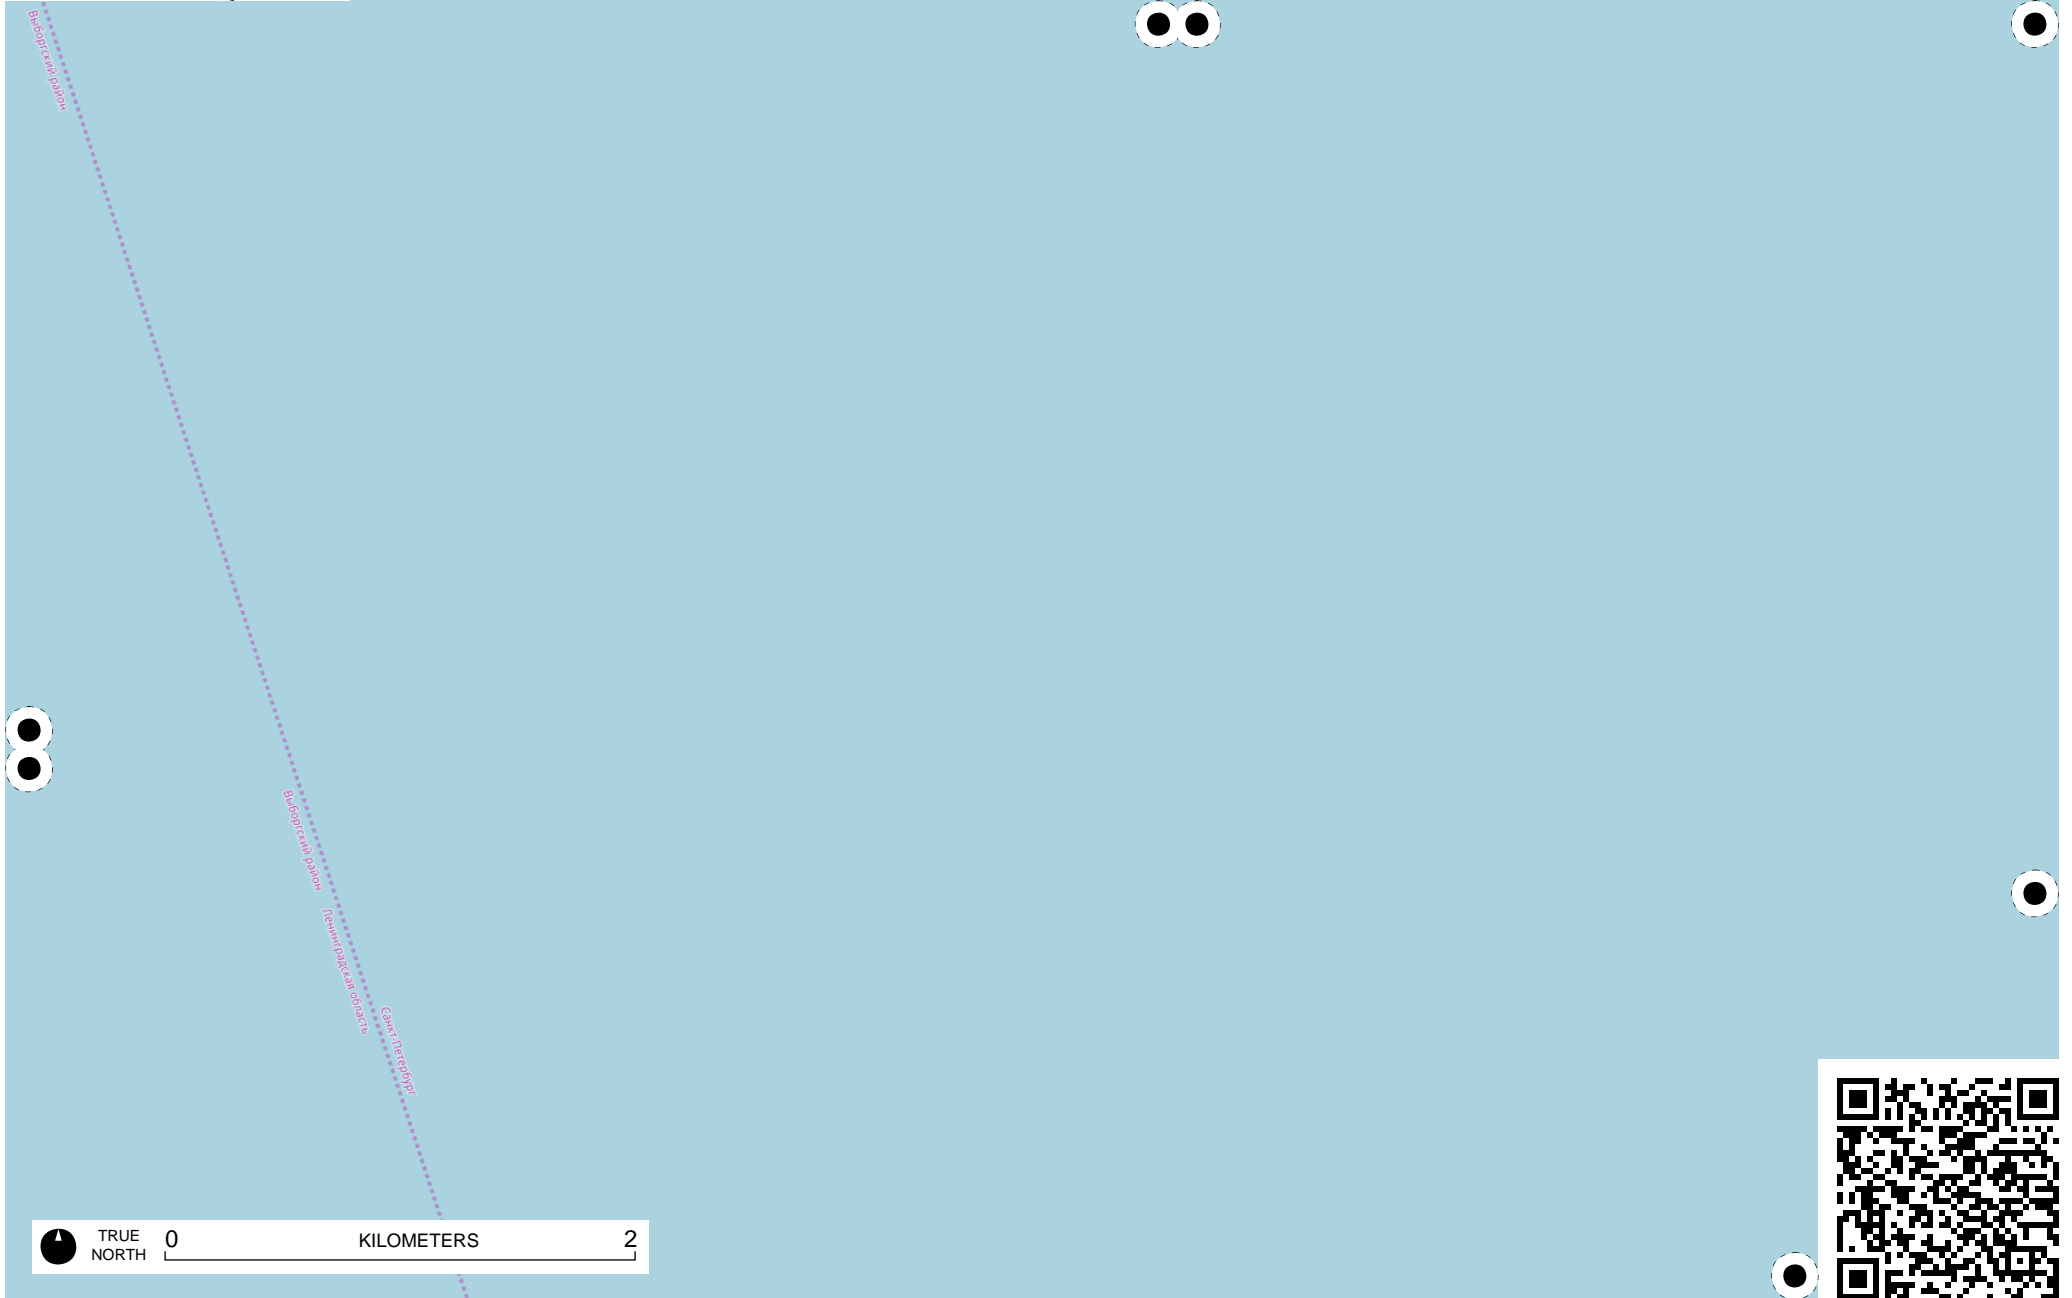 Выборгский район
Выборгский район
Ленинградская область
Санкт-Петербург
TRUE
NORTH
0
KILOMETERS
2